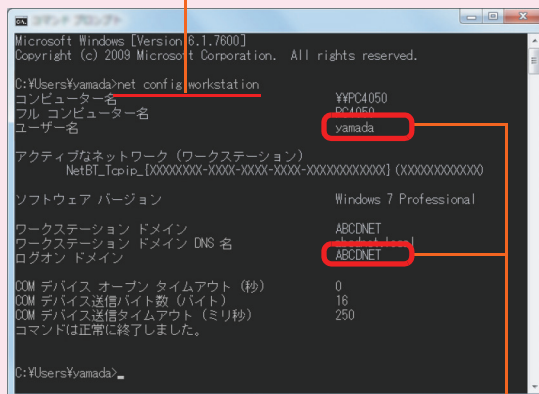 コマンド プロンプト
Microsoft Windows [Version 6.1.7600]
Copyright (c) 2009 Microsoft Corporation.  All rights reserved.
C:¥Users¥yamada>net config workstation
コンピューター名 ¥¥PC4050
フル コンピューター名 PC4050
ユーザー名 yamada
アクティブなネットワーク (ワークステーション)
NetBT_Tcpip_[XXXXXXXX-XXXX-XXXX-XXXX-XXXXXXXXXXXX] (XXXXXXXXXXXX)
ソフトウェア バージョン Windows 7 Professional
ワークステーション ドメイン ABCDNET
ワークステーション ドメイン DNS 名 abcdnet.local
ログオン ドメイン ABCDNET
COM デバイス オープン タイムアウト (秒) 0
COM デバイス送信バイト数 (バイト) 16
COM デバイス送信タイムアウト (ミリ秒) 250
コマンドは正常に終了しました。
C:¥Users¥yamada>_